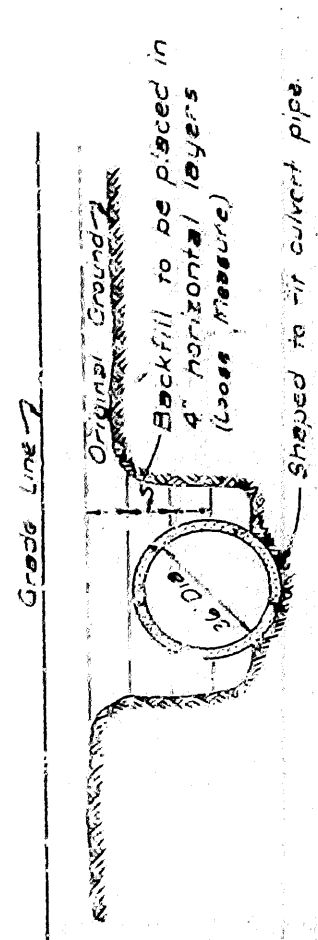 Grade Line
Original Ground
Backfill to be placed in
4" horizontal layers
(Loose Measure)
36 Dia
Shaped to fit culvert pipe.